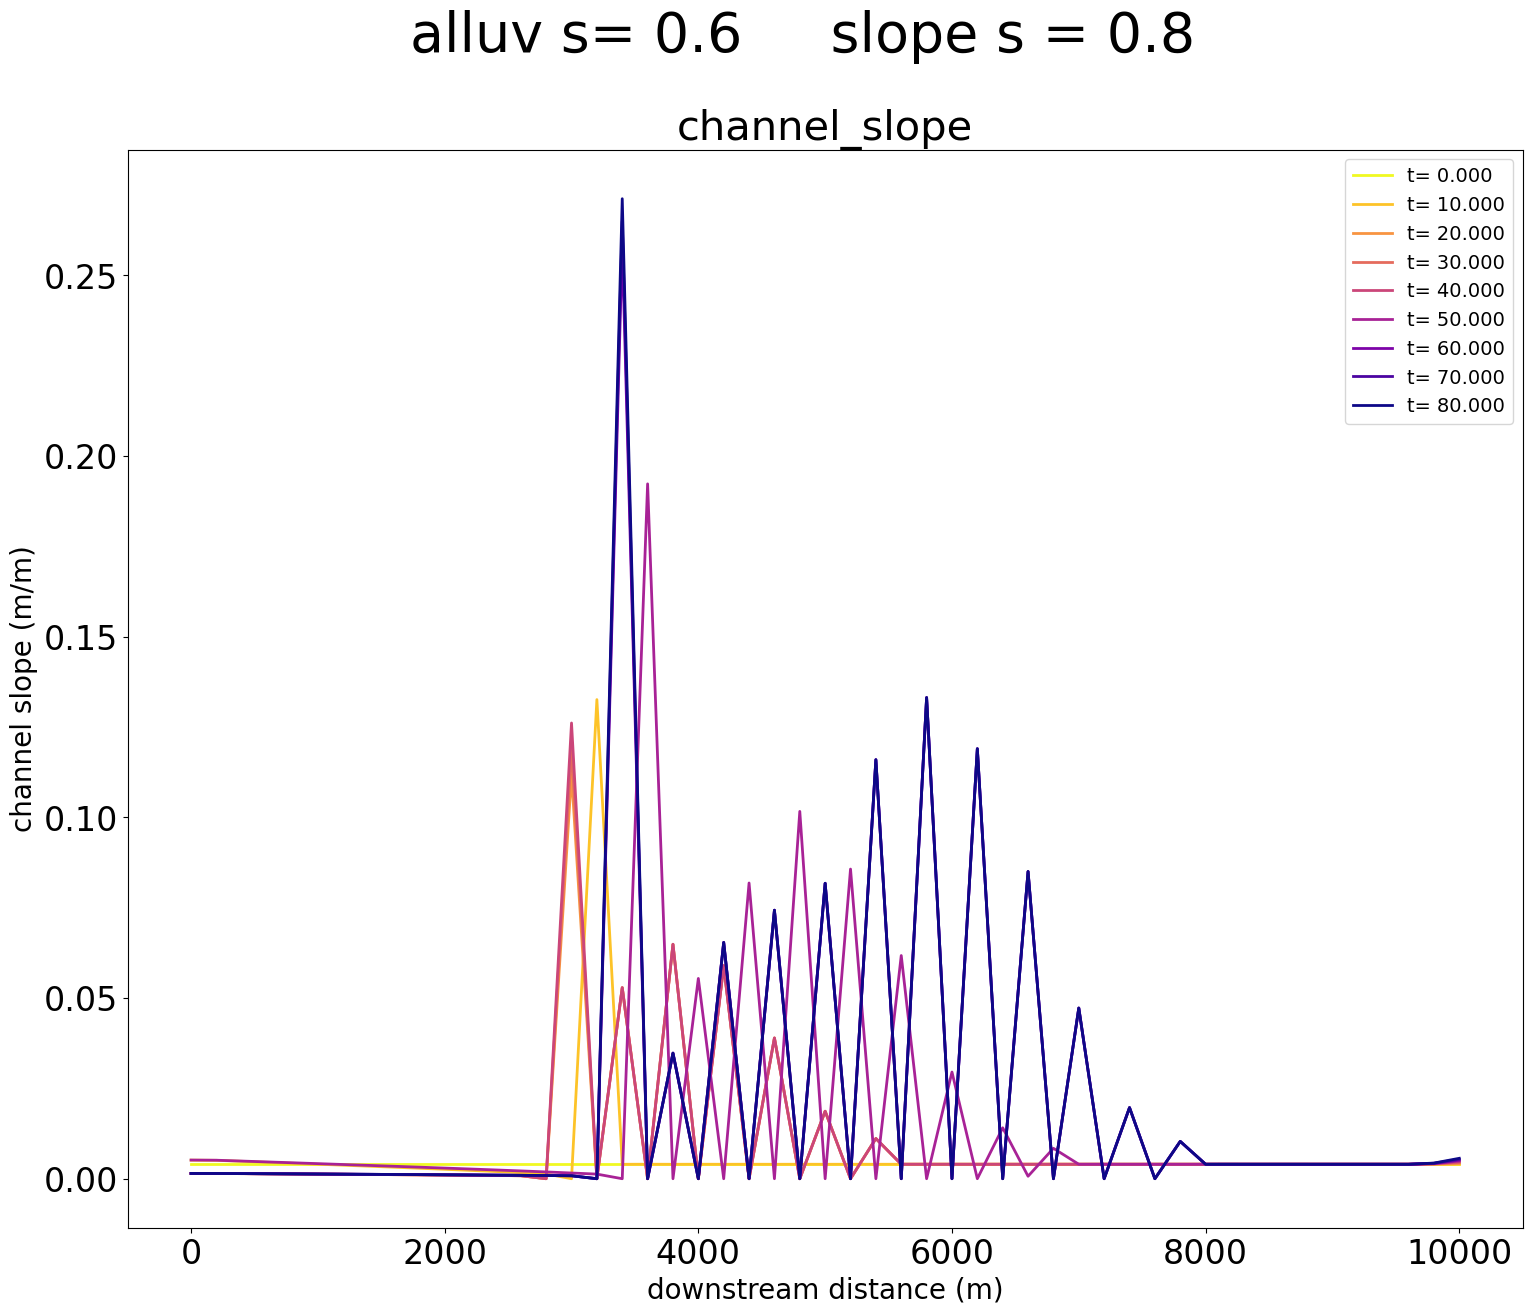 alluv s= 0.6     slope s = 0.8
channel_slope
t= 0.000
t= 10.000
t= 20.000
t= 30.000
t= 40.000
t= 50.000
t= 60.000
t= 70.000
t= 80.000
channel slope (m/m)
0.25
0.20
0.15
0.10
0.05
0.00
0 2000 4000 6000 8000 10000
downstream distance (m)